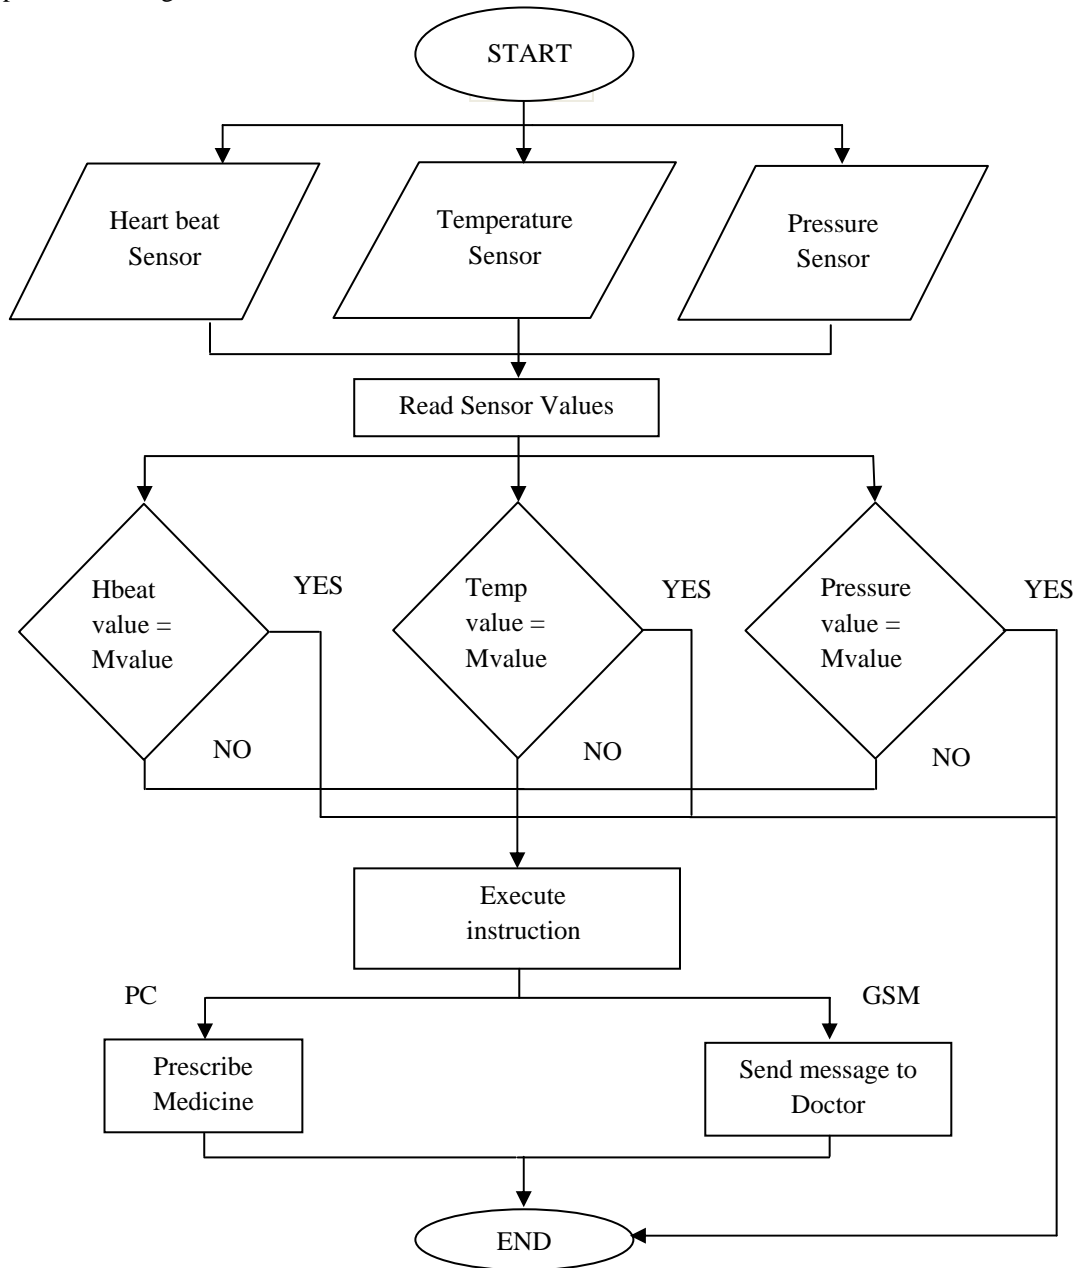 START
Heart beat
Sensor
Temperature
Sensor
Pressure
Sensor
Read Sensor Values
Hbeat
value =
Mvalue
YES
NO
Temp
value =
Mvalue
YES
NO
Pressure
value =
Mvalue
YES
NO
Execute
instruction
PC
GSM
Prescribe
Medicine
Send message to
Doctor
END